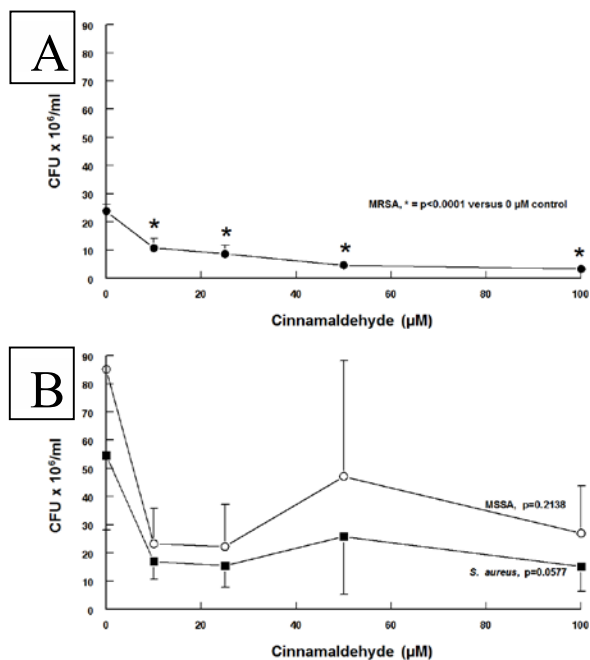 A
90
80
70
60
50
40
30
20
10
0
CFU x 10⁶/ml
* * * *
MRSA, * = p<0.0001 versus 0 µM control
0 20 40 60 80 100
Cinnamaldehyde (µM)
B
90
80
70
60
50
40
30
20
10
0
CFU x 10⁶/ml
MSSA, p=0.2138
S. aureus, p=0.0577
0 20 40 60 80 100
Cinnamaldehyde (µM)